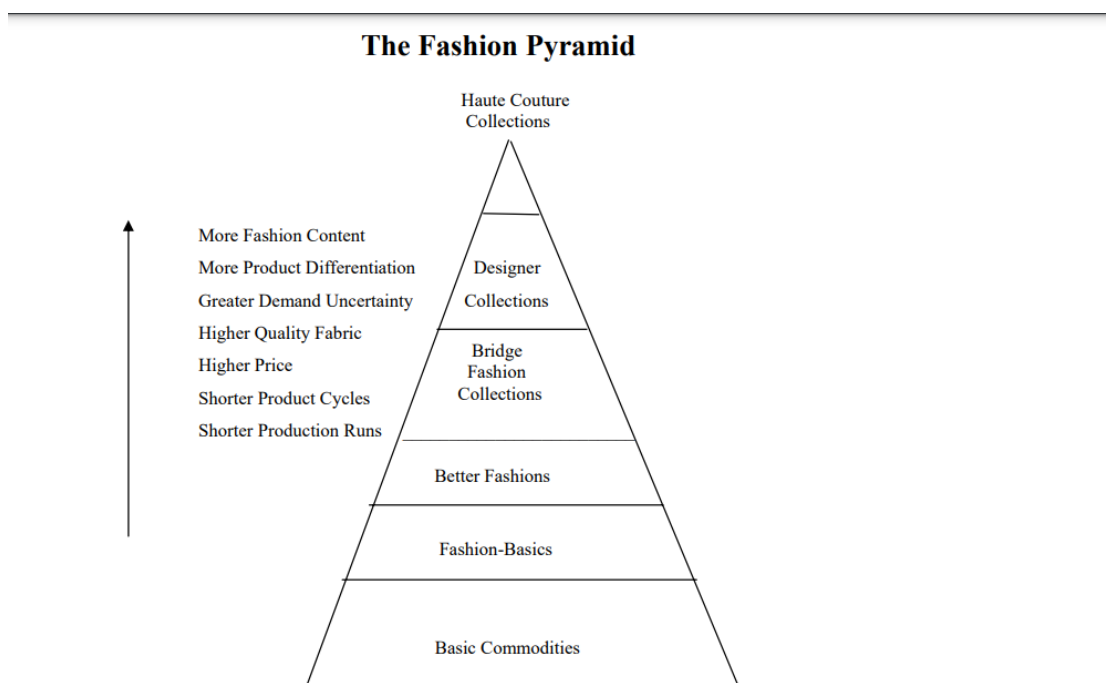 The Fashion Pyramid
Haute Couture
Collections
More Fashion Content
More Product Differentiation
Greater Demand Uncertainty
Higher Quality Fabric
Higher Price
Shorter Product Cycles
Shorter Production Runs
Designer
Collections
Bridge
Fashion
Collections
Better Fashions
Fashion-Basics
Basic Commodities